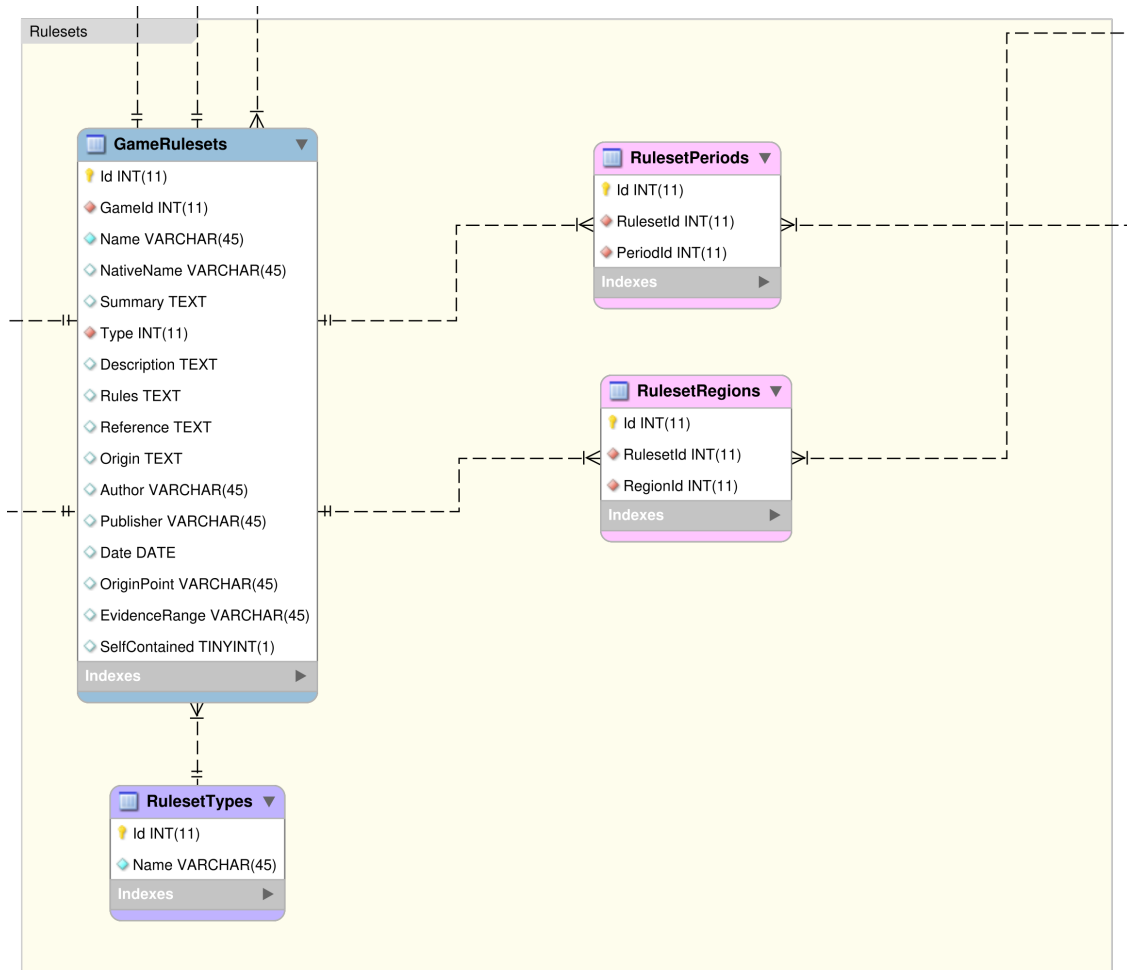 Rulesets
GameRulesets
Id INT(11)
GameId INT(11)
Name VARCHAR(45)
NativeName VARCHAR(45)
Summary TEXT
Type INT(11)
Description TEXT
Rules TEXT
Reference TEXT
Origin TEXT
Author VARCHAR(45)
Publisher VARCHAR(45)
Date DATE
OriginPoint VARCHAR(45)
EvidenceRange VARCHAR(45)
SelfContained TINYINT(1)
Indexes
RulesetPeriods
Id INT(11)
RulesetId INT(11)
PeriodId INT(11)
Indexes
RulesetRegions
Id INT(11)
RulesetId INT(11)
RegionId INT(11)
Indexes
RulesetTypes
Id INT(11)
Name VARCHAR(45)
Indexes